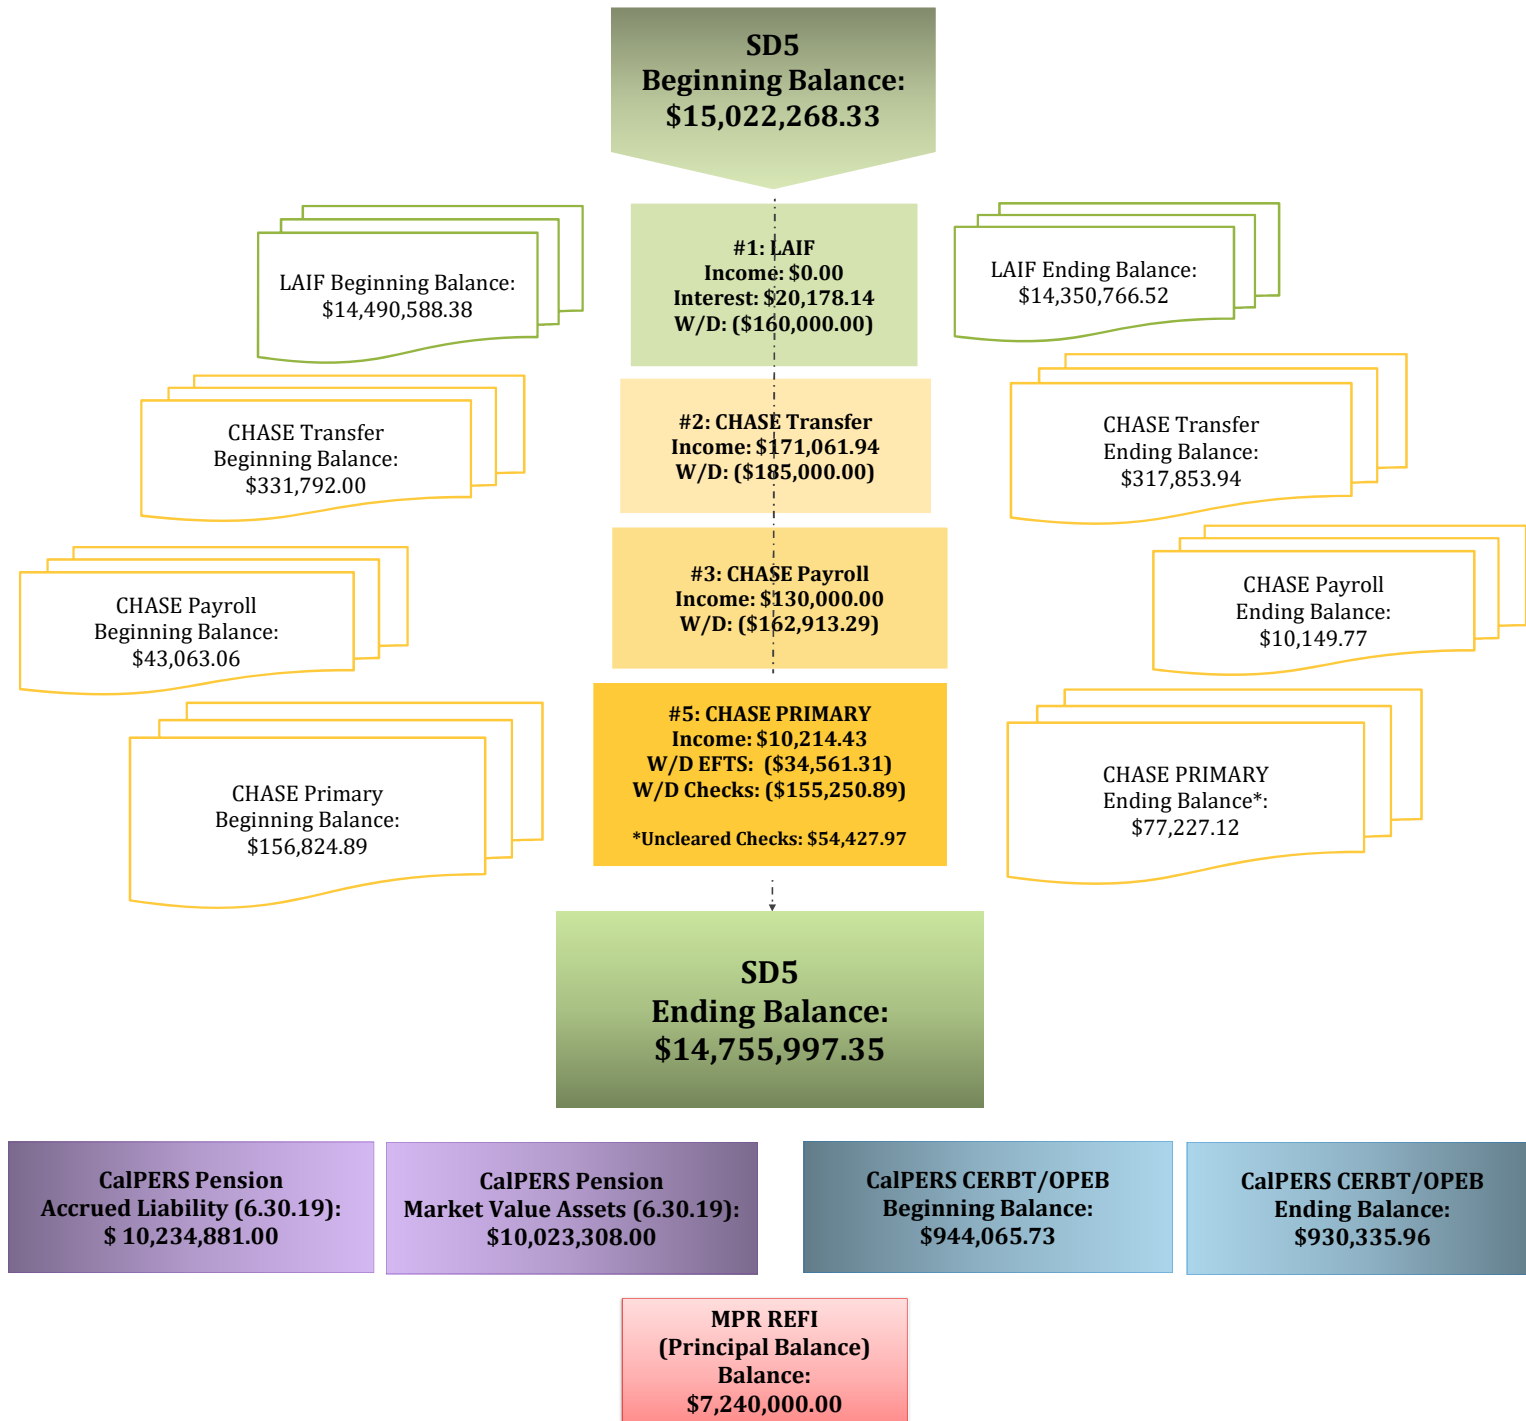 SD5
Beginning Balance:
$15,022,268.33
LAIF Beginning Balance:
$14,490,588.38
#1: LAIF
Income: $0.00
Interest: $20,178.14
W/D: ($160,000.00)
LAIF Ending Balance:
$14,350,766.52
CHASE Transfer
Beginning Balance:
$331,792.00
#2: CHASE Transfer
Income: $171,061.94
W/D: ($185,000.00)
CHASE Transfer
Ending Balance:
$317,853.94
CHASE Payroll
Beginning Balance:
$43,063.06
#3: CHASE Payroll
Income: $130,000.00
W/D: ($162,913.29)
CHASE Payroll
Ending Balance:
$10,149.77
CHASE Primary
Beginning Balance:
$156,824.89
#5: CHASE PRIMARY
Income: $10,214.43
W/D EFTS: ($34,561.31)
W/D Checks: ($155,250.89)
*Uncleared Checks: $54,427.97
CHASE PRIMARY
Ending Balance*:
$77,227.12
SD5
Ending Balance:
$14,755,997.35
CalPERS Pension
Accrued Liability (6.30.19):
$ 10,234,881.00
CalPERS Pension
Market Value Assets (6.30.19):
$10,023,308.00
CalPERS CERBT/OPEB
Beginning Balance:
$944,065.73
CalPERS CERBT/OPEB
Ending Balance:
$930,335.96
MPR REFI
(Principal Balance)
Balance:
$7,240,000.00